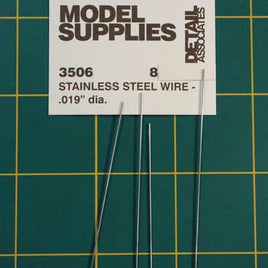 MODEL
SUPPLIES
DETAIL
ASSOCIATES
3506 8
STAINLESS STEEL WIRE -
.019" dia.